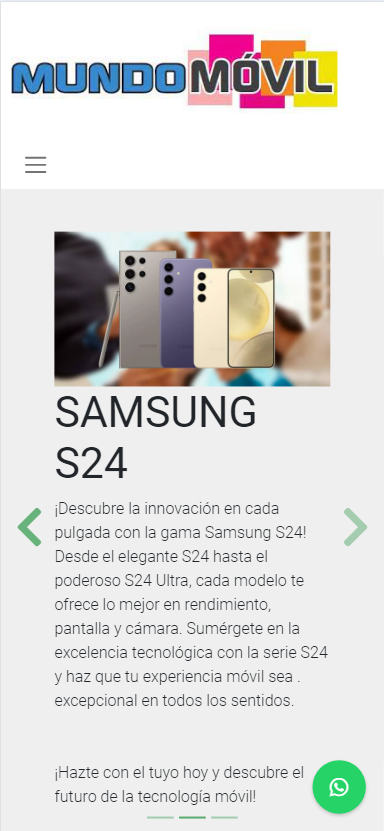 MUNDOMÓVIL
SAMSUNG
S24
¡Descubre la innovación en cada
pulgada con la gama Samsung S24!
Desde el elegante S24 hasta el
poderoso S24 Ultra, cada modelo te
ofrece lo mejor en rendimiento,
pantalla y cámara. Sumérgete en la
excelencia tecnológica con la serie S24
y haz que tu experiencia móvil sea .
excepcional en todos los sentidos.
¡Hazte con el tuyo hoy y descubre el
futuro de la tecnología móvil!